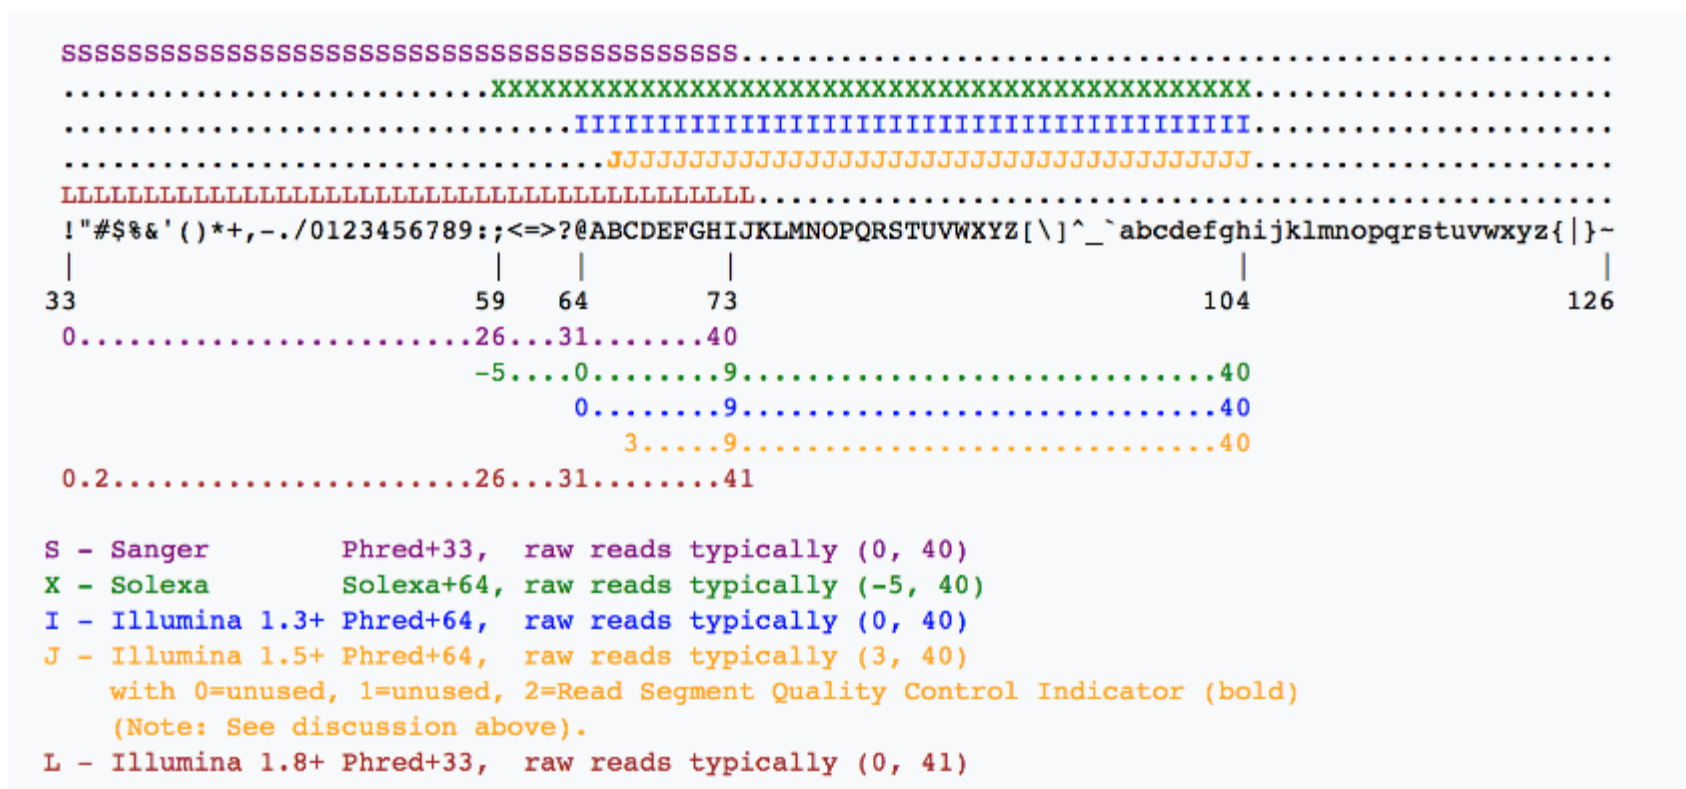 SSSSSSSSSSSSSSSSSSSSSSSSSSSSSSSSSSSSSSSSS.....................................................
..........................XXXXXXXXXXXXXXXXXXXXXXXXXXXXXXXXXXXXXXXXXXXXXX......................
...............................IIIIIIIIIIIIIIIIIIIIIIIIIIIIIIIIIIIIIIIII......................
.................................JJJJJJJJJJJJJJJJJJJJJJJJJJJJJJJJJJJJJJJ......................
LLLLLLLLLLLLLLLLLLLLLLLLLLLLLLLLLLLLLLLLLL....................................................
!"#$%&'()*+,-./0123456789:;<=>?@ABCDEFGHIJKLMNOPQRSTUVWXYZ[\]^_`abcdefghijklmnopqrstuvwxyz{|}~
| | | | | |
33 59 64 73 104 126
0........................26...31.......40
-5....0........9.............................40
0........9.............................40
3.....9.............................40
0.2......................26...31........41
S - Sanger Phred+33, raw reads typically (0, 40)
X - Solexa Solexa+64, raw reads typically (-5, 40)
I - Illumina 1.3+ Phred+64, raw reads typically (0, 40)
J - Illumina 1.5+ Phred+64, raw reads typically (3, 40)
with 0=unused, 1=unused, 2=Read Segment Quality Control Indicator (bold)
(Note: See discussion above).
L - Illumina 1.8+ Phred+33, raw reads typically (0, 41)